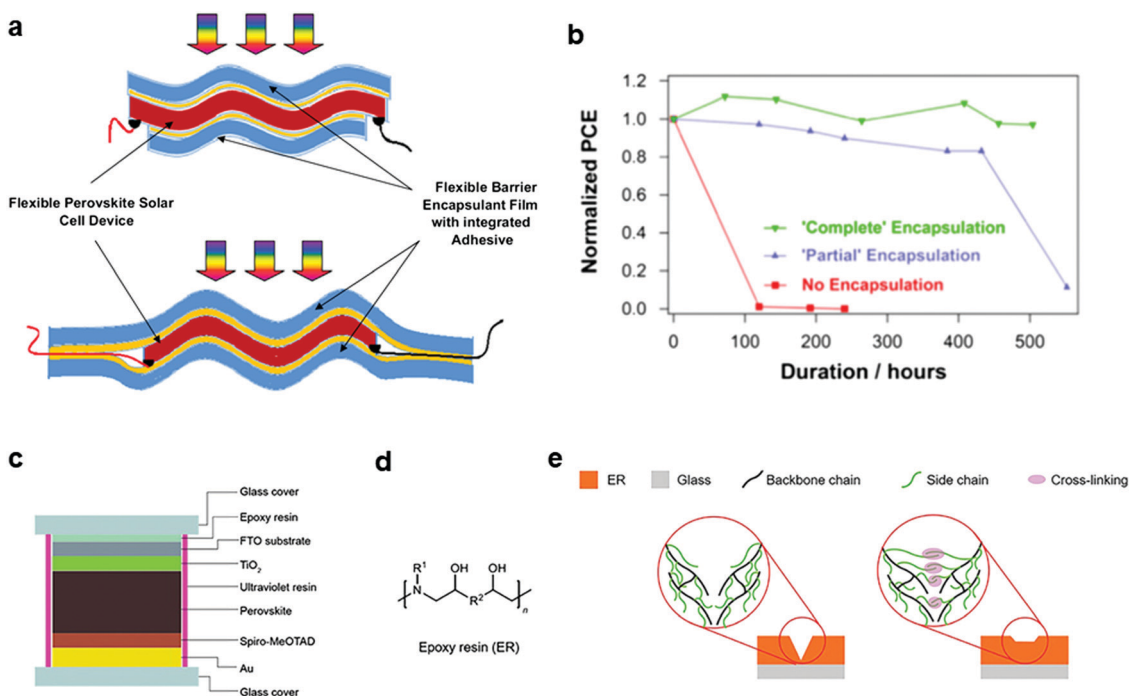 a
Flexible Perovskite Solar
Cell Device
Flexible Barrier
Encapsulant Film
with integrated
Adhesive
b
Normalized PCE
1.2
1.0
0.8
0.6
0.4
0.2
0.0
'Complete' Encapsulation
'Partial' Encapsulation
No Encapsulation
0
100
200
300
400
500
Duration / hours
c
Glass cover
Epoxy resin
FTO substrate
TiO2
Ultraviolet resin
Perovskite
Spiro-MeOTAD
Au
Glass cover
d
R1
OH
OH
N
R2
n
Epoxy resin (ER)
e
ER
Glass
Backbone chain
Side chain
Cross-linking